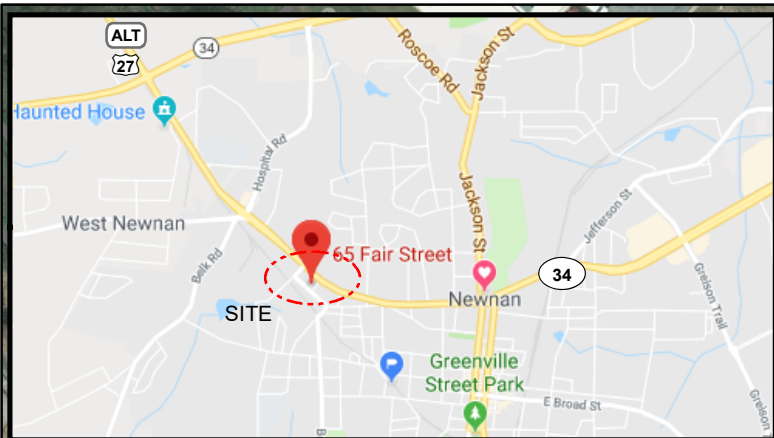 ALT
27
34
Roscoe Rd
Jackson St
Haunted House
Hospital Rd
West Newnan
Jackson St
Jefferson St
65 Fair Street
Belk Rd
34
Greison Trail
SITE
Newnan
Greenville
Street Park
E Broad St
Greison T
B